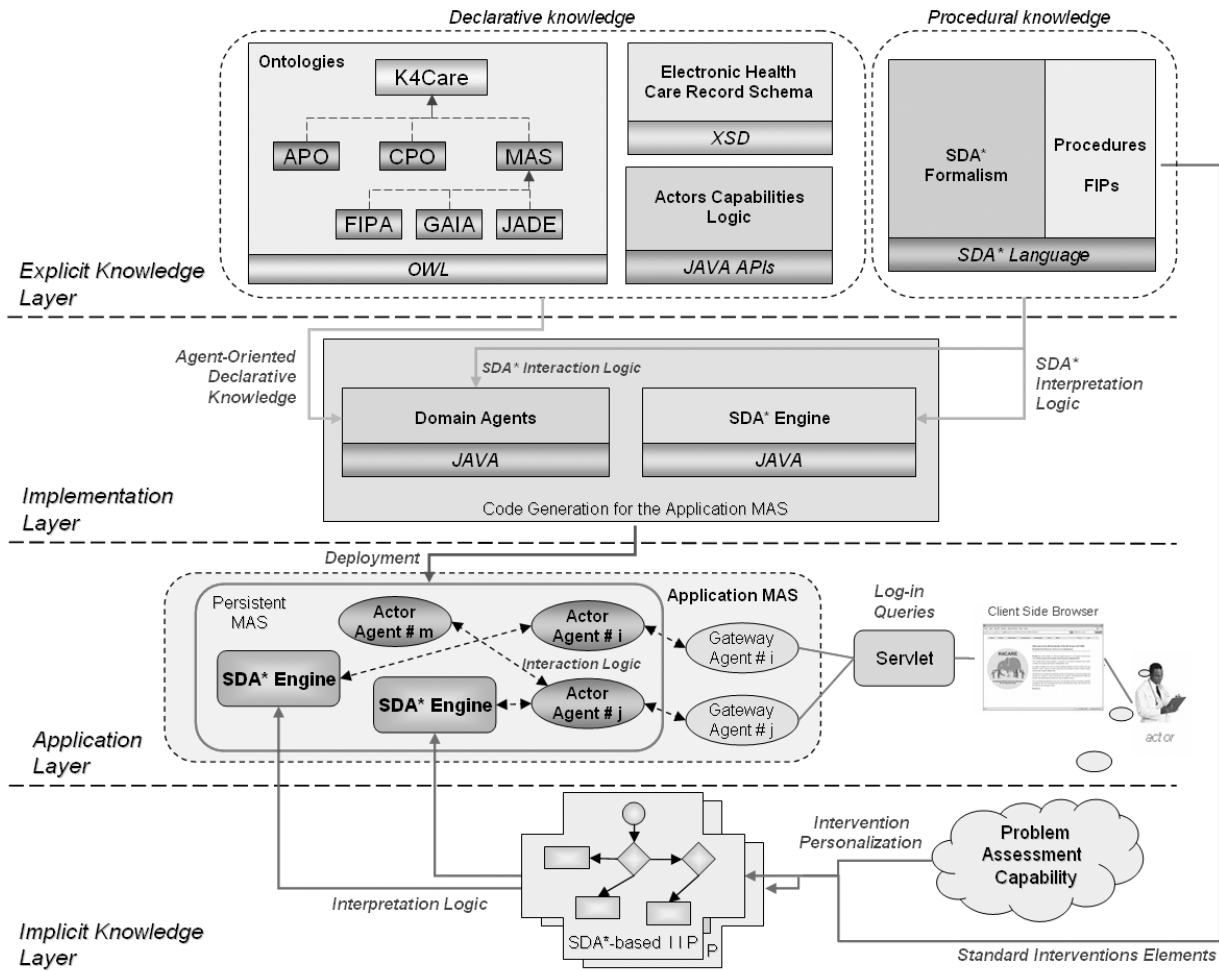 Declarative knowledge
Procedural knowledge
Ontologies
K4Care
APO
CPO
MAS
FIPA
GAIA
JADE
OWL
Electronic Health
Care Record Schema
XSD
Actors Capabilities
Logic
JAVA APIs
SDA*
Formalism
Procedures
FIPs
SDA* Language
Explicit Knowledge
Layer
Agent-Oriented
Declarative
Knowledge
SDA* Interaction Logic
SDA*
Interpretation
Logic
Domain Agents
JAVA
SDA* Engine
JAVA
Code Generation for the Application MAS
Implementation
Layer
Deployment
Persistent
MAS
Actor
Agent # m
Actor
Agent # i
Application MAS
Gateway
Agent # i
Log-in
Queries
Client Side Browser
Servlet
SDA* Engine
Interaction Logic
SDA* Engine
Actor
Agent # j
Gateway
Agent # j
actor
Application
Layer
Intervention
Personalization
Problem
Assessment
Capability
Interpretation Logic
SDA*-based I I P
P
Implicit Knowledge
Layer
Standard Interventions Elements